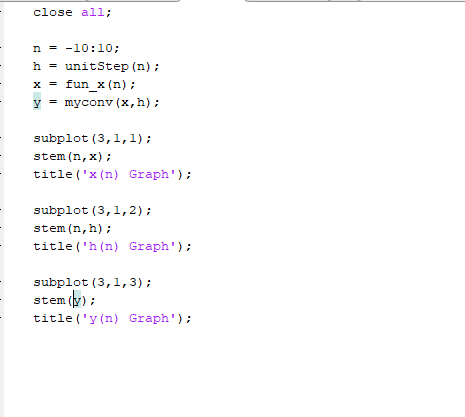 close all;
n = -10:10;
h = unitStep(n);
x = fun_x(n);
y = myconv(x,h);
subplot(3,1,1);
stem(n,x);
title('x(n) Graph');
subplot(3,1,2);
stem(n,h);
title('h(n) Graph');
subplot(3,1,3);
stem(y);
title('y(n) Graph');